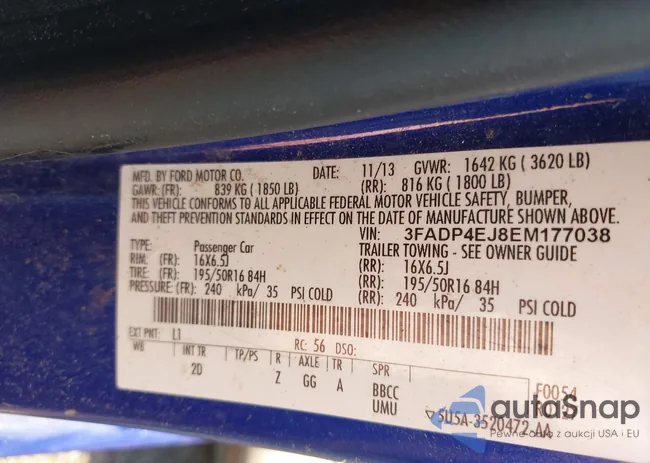 MFD. BY FORD MOTOR CO. DATE: 11/13 GVWR: 1642 KG ( 3620 LB)
GAWR: (FR): 839 KG ( 1850 LB) (RR): 816 KG ( 1800 LB)
THIS VEHICLE CONFORMS TO ALL APPLICABLE FEDERAL MOTOR VEHICLE SAFETY, BUMPER,
AND THEFT PREVENTION STANDARDS IN EFFECT ON THE DATE OF MANUFACTURE SHOWN ABOVE.
VIN: 3FADP4EJ8EM177038
TYPE: Passenger Car TRAILER TOWING - SEE OWNER GUIDE
RIM: (FR): 16X6.5J (RR): 16X6.5J
TIRE: (FR): 195/50R16 84H (RR): 195/50R16 84H
PRESSURE: (FR): 240 kPa/ 35 PSI COLD (RR): 240 kPa/ 35 PSI COLD
EXT PNT: L1 RC: 56 DSO:
WB INT TR TP/PS R AXLE TR SPR
2D Z GG A BBCC
UMU
F0054
5U5A-3520472-AA
autoSnap
Pewne auta z aukcji USA i EU